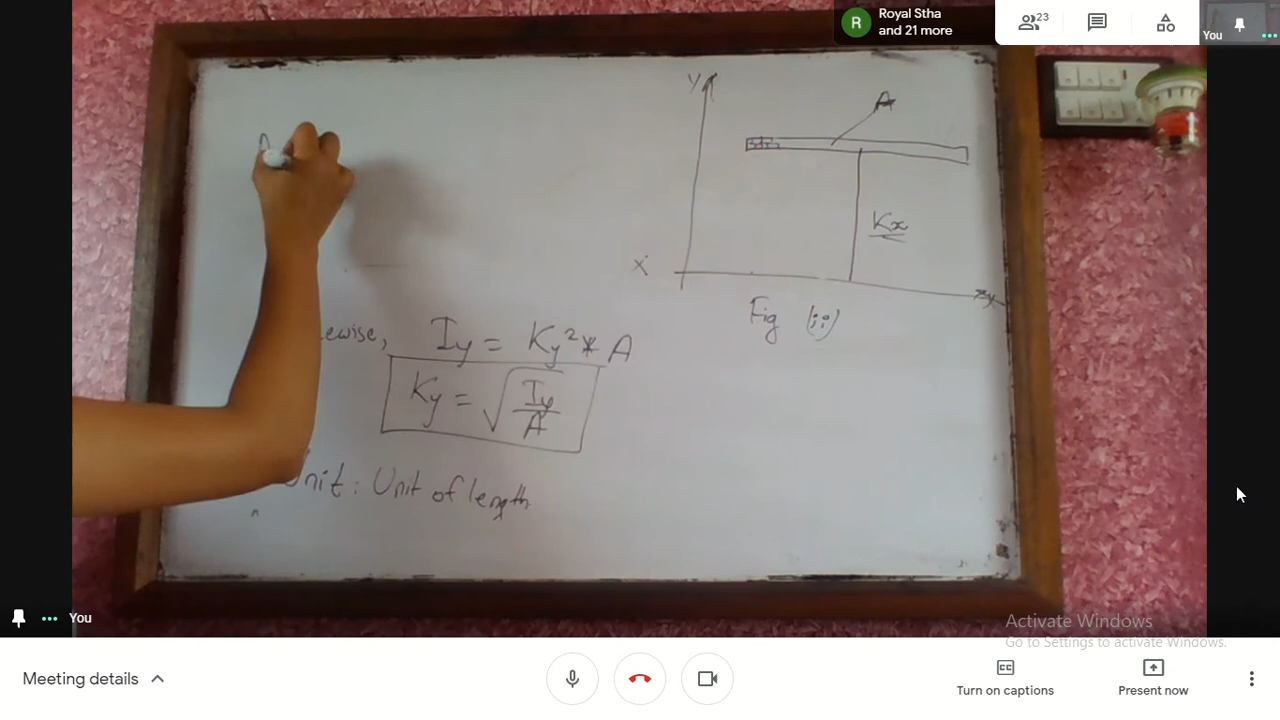 Royal Stha
and 21 more
R
23
You
Y
A
Kx
X
Fig (ii)
ewise, Iy = Ky²* A
Ky = √Iy/A
Unit: Unit of length
You
Activate Windows
Go to Settings to activate Windows.
Meeting details
CC
Turn on captions
Present now